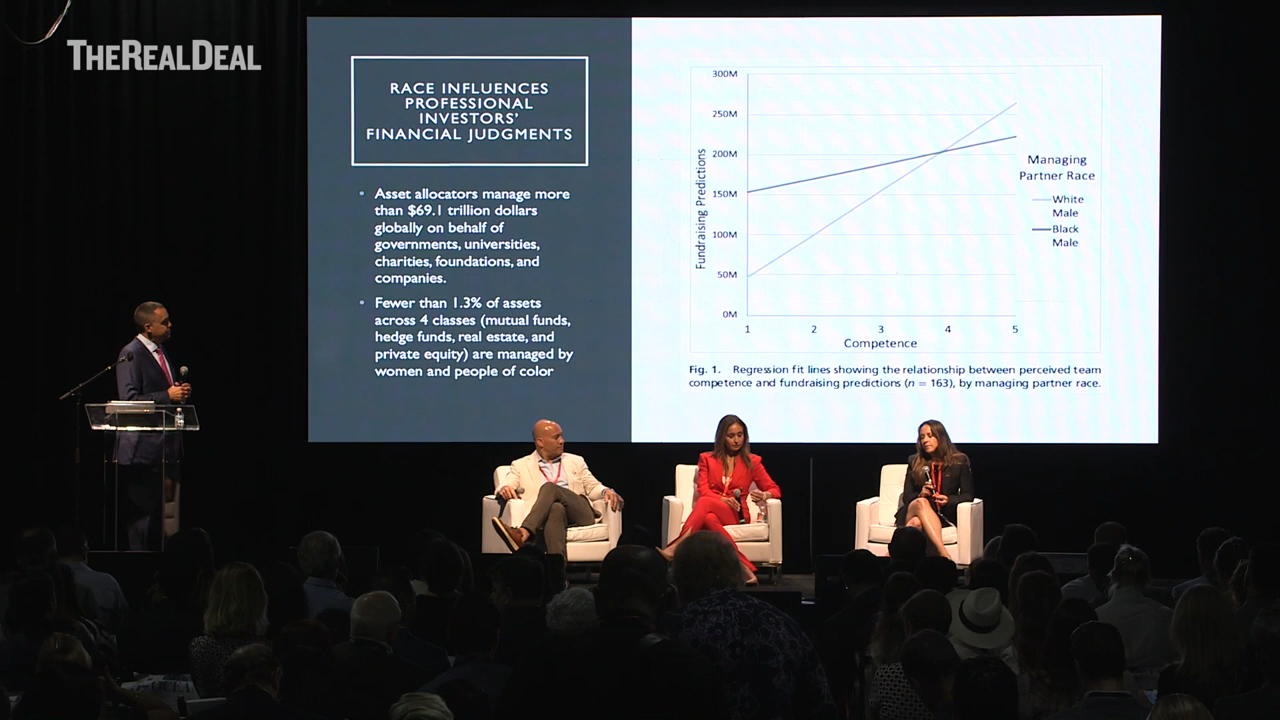 THEREALDEAL
RACE INFLUENCES
PROFESSIONAL
INVESTORS'
FINANCIAL JUDGMENTS
• Asset allocators manage more
than $69.1 trillion dollars
globally on behalf of
governments, universities,
charities, foundations, and
companies.
• Fewer than 1.3% of assets
across 4 classes (mutual funds,
hedge funds, real estate, and
private equity) are managed by
women and people of color
300M
250M
200M
150M
100M
50M
0M
Fundraising Predictions
1 2 3 4 5
Competence
Managing
Partner Race
White
Male
Black
Male
Fig. 1. Regression fit lines showing the relationship between perceived team
competence and fundraising predictions (n = 163), by managing partner race.